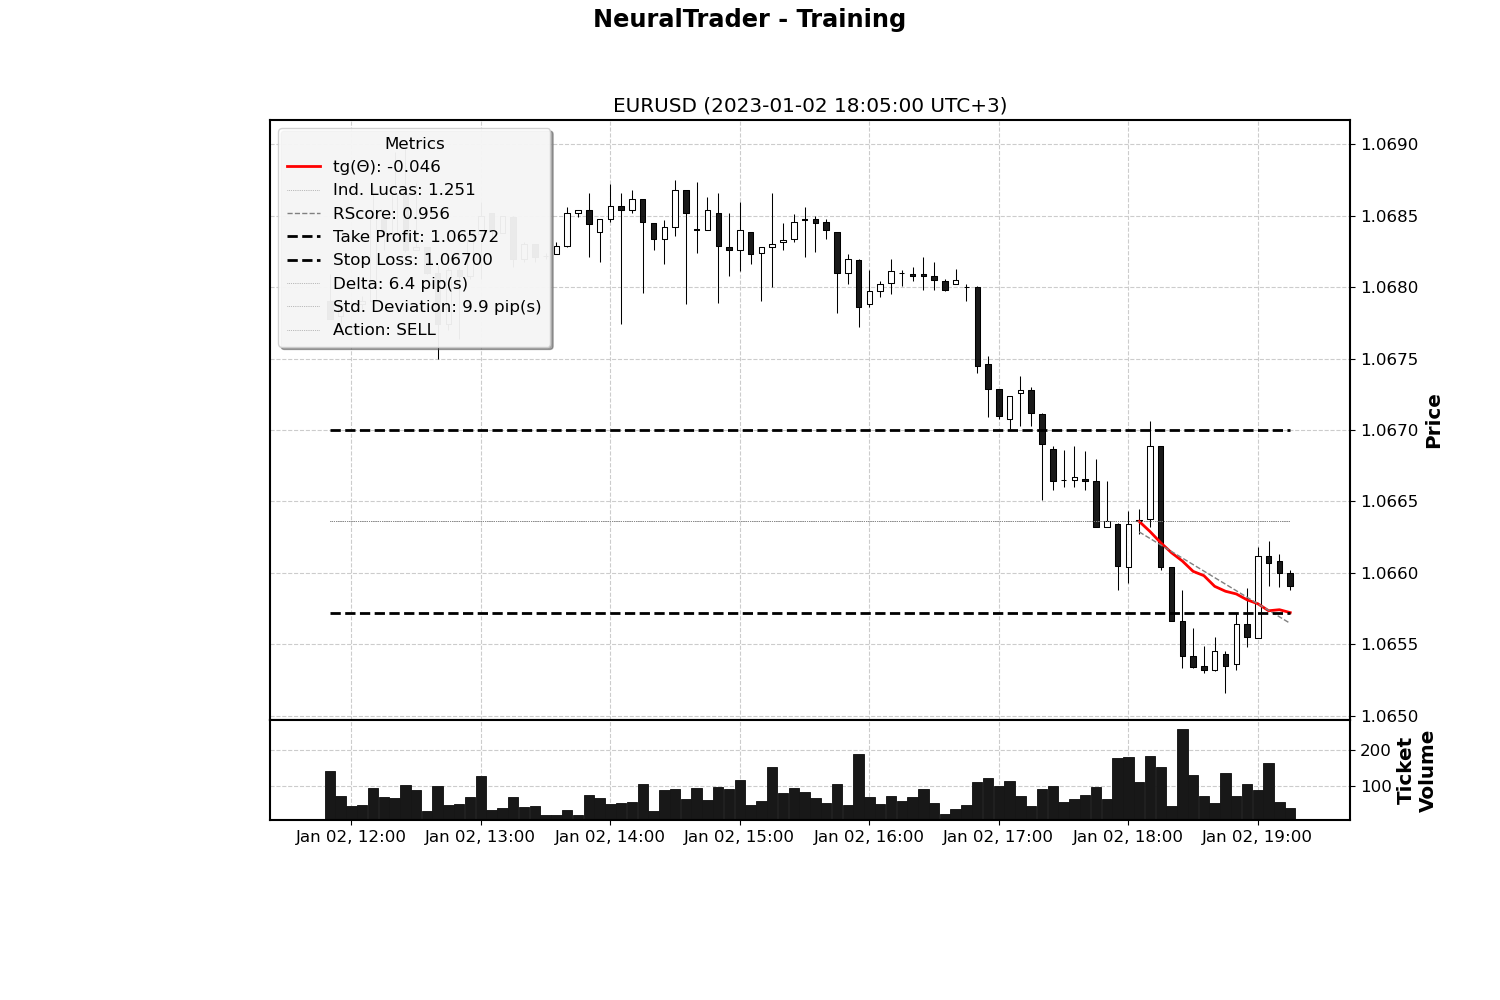 NeuralTrader - Training
EURUSD (2023-01-02 18:05:00 UTC+3)
Metrics
tg(Θ): -0.046
Ind. Lucas: 1.251
RScore: 0.956
Take Profit: 1.06572
Stop Loss: 1.06700
Delta: 6.4 pip(s)
Std. Deviation: 9.9 pip(s)
Action: SELL
1.0690
1.0685
1.0680
1.0675
1.0670
1.0665
1.0660
1.0655
1.0650
Price
200
100
Ticket
Volume
Jan 02, 12:00
Jan 02, 13:00
Jan 02, 14:00
Jan 02, 15:00
Jan 02, 16:00
Jan 02, 17:00
Jan 02, 18:00
Jan 02, 19:00